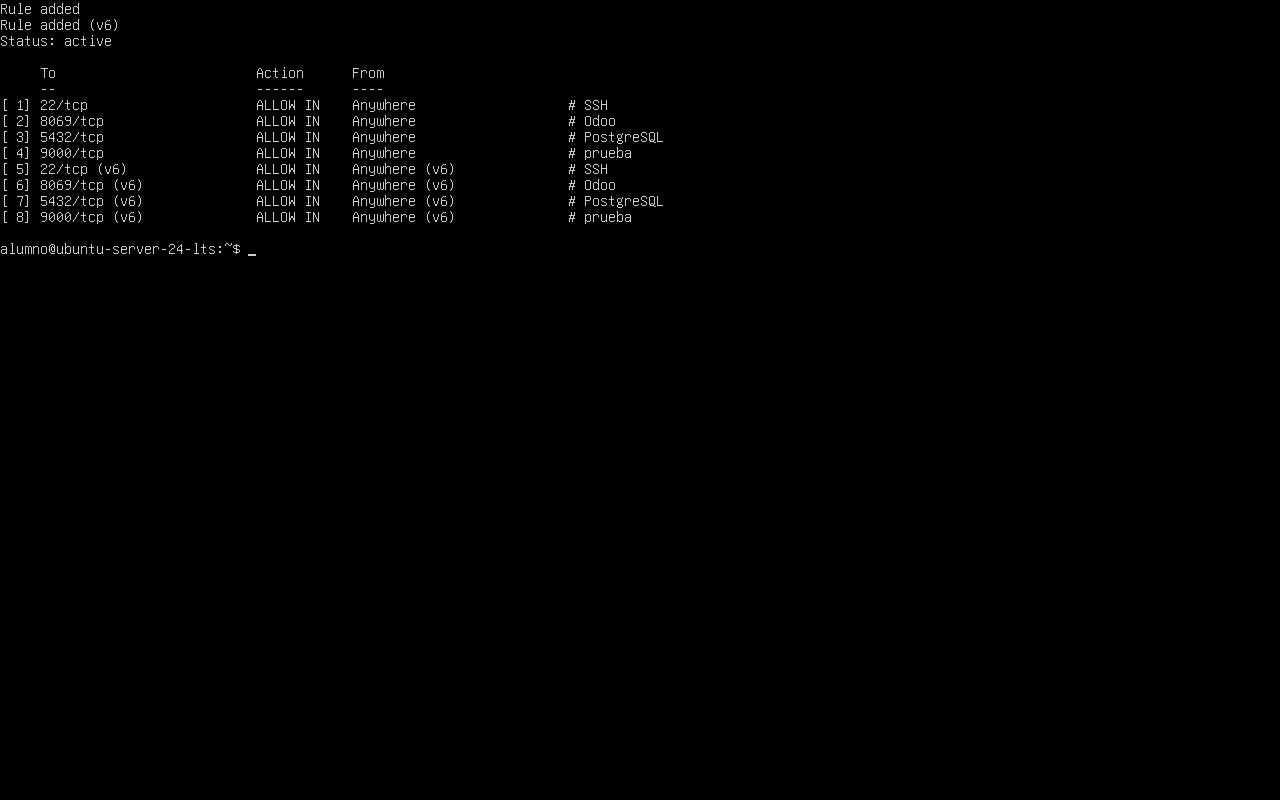 Rule added
Rule added (v6)
Status: active

     To                         Action      From
     --                         ------      ----
[ 1] 22/tcp                     ALLOW IN    Anywhere                   # SSH
[ 2] 8069/tcp                   ALLOW IN    Anywhere                   # Odoo
[ 3] 5432/tcp                   ALLOW IN    Anywhere                   # PostgreSQL
[ 4] 9000/tcp                   ALLOW IN    Anywhere                   # prueba
[ 5] 22/tcp (v6)                ALLOW IN    Anywhere (v6)              # SSH
[ 6] 8069/tcp (v6)              ALLOW IN    Anywhere (v6)              # Odoo
[ 7] 5432/tcp (v6)              ALLOW IN    Anywhere (v6)              # PostgreSQL
[ 8] 9000/tcp (v6)              ALLOW IN    Anywhere (v6)              # prueba

alumno@ubuntu-server-24-lts:~$ _